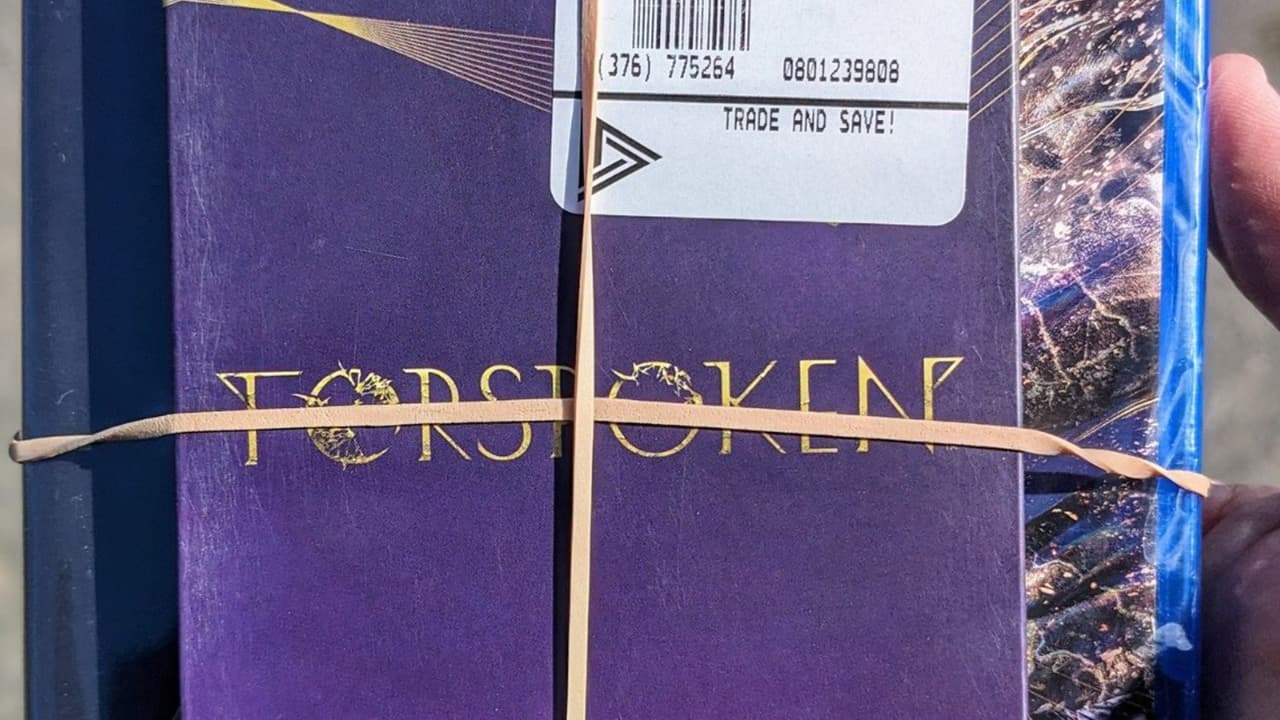 (376) 775264 0801239808
TRADE AND SAVE!
FORSPOKEN